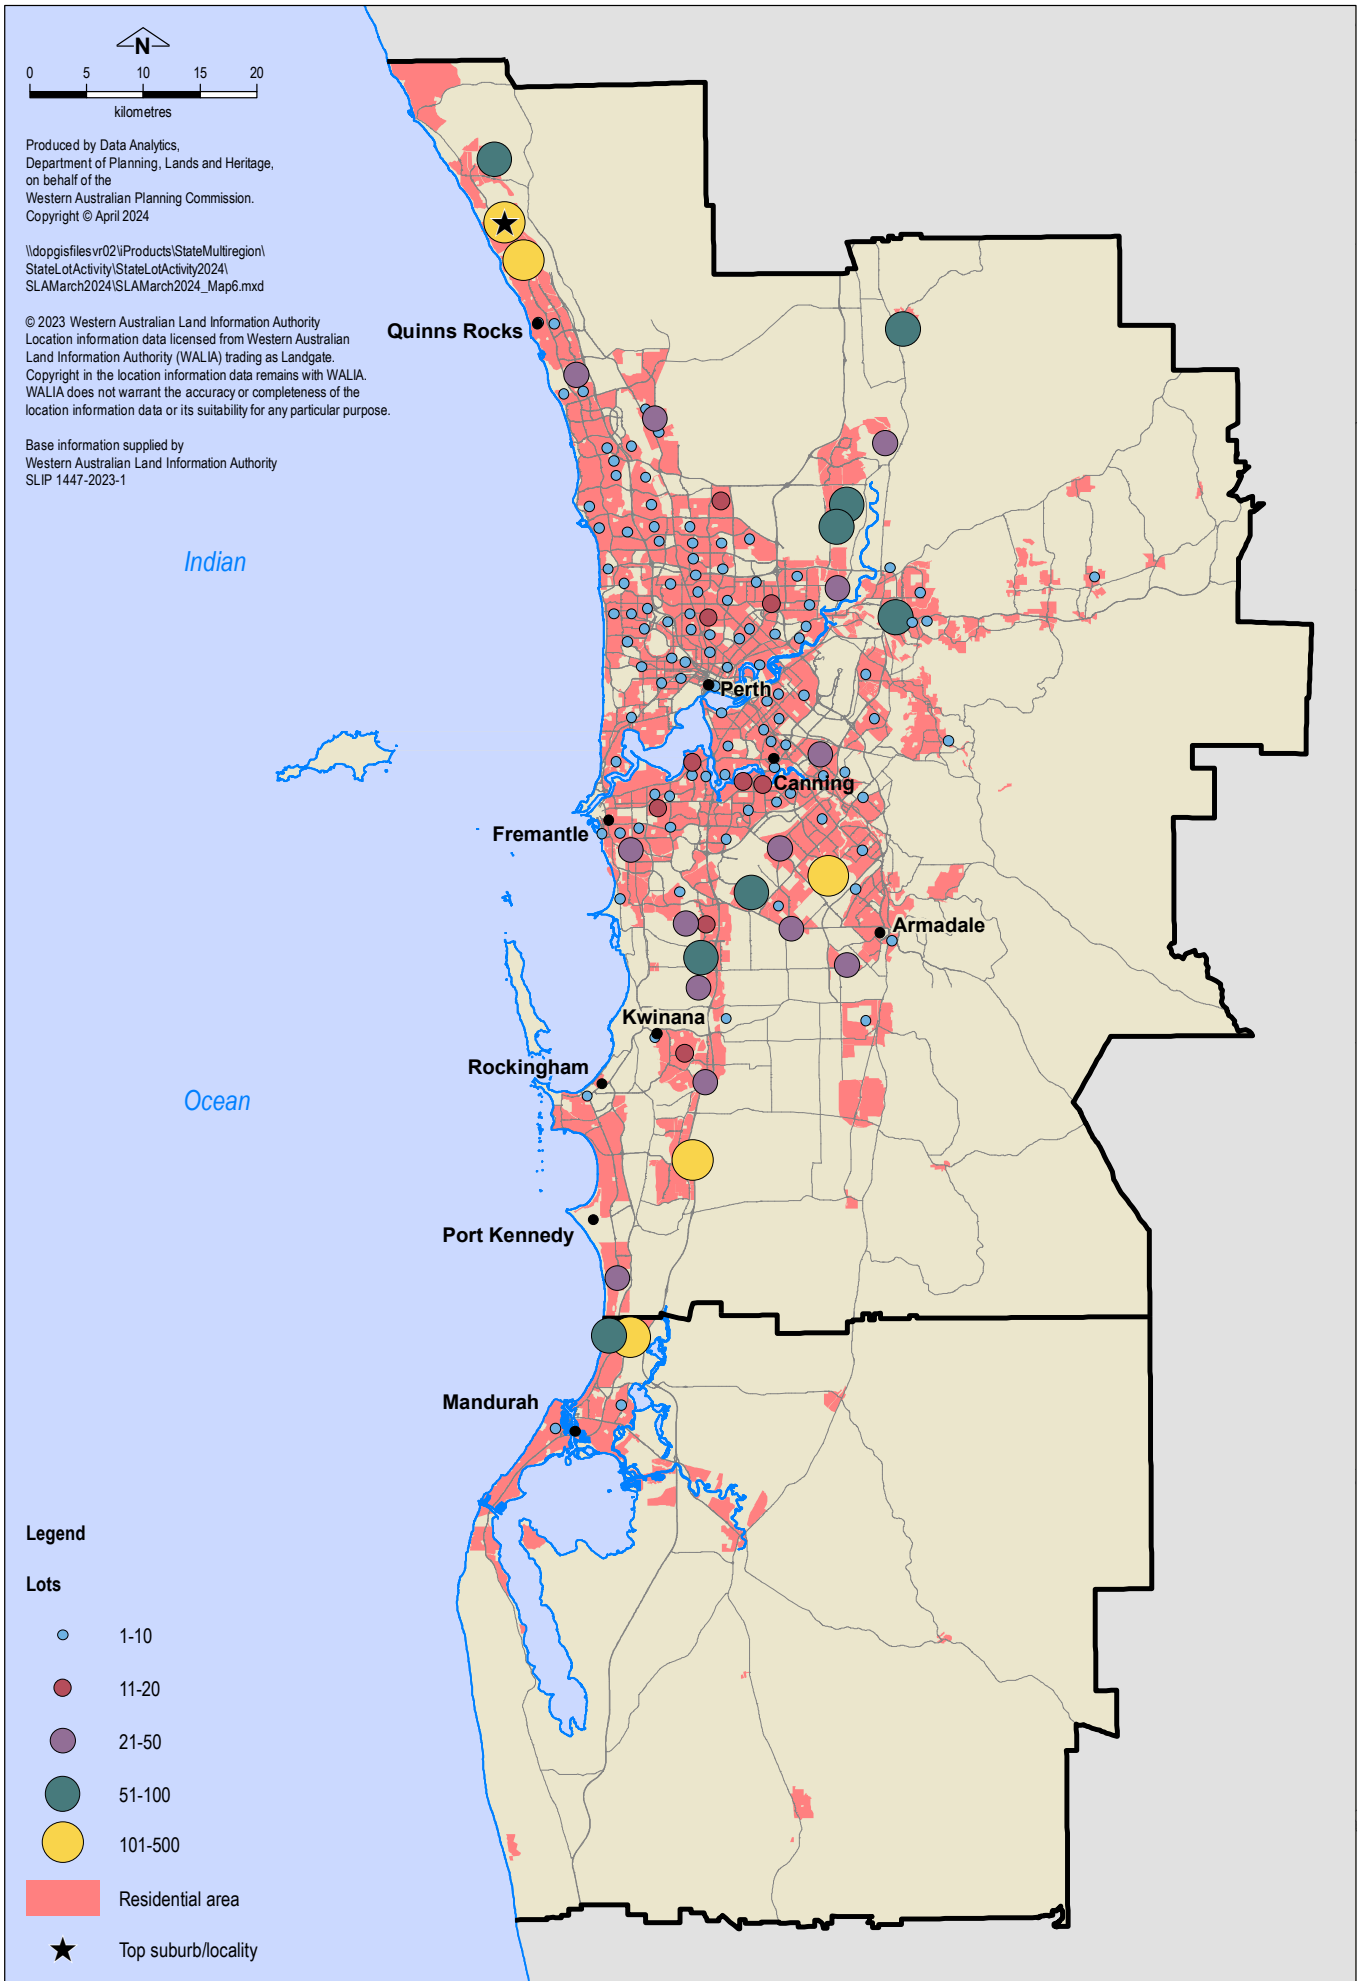 N
0 5 10 15 20
kilometres
Produced by Data Analytics,
Department of Planning, Lands and Heritage,
on behalf of the
Western Australian Planning Commission.
Copyright © April 2024
\\dopgisfilesvr02\iProducts\StateMultiregion\
StateLotActivity\StateLotActivity2024\
SLAMarch2024\SLAMarch2024_Map6.mxd
© 2023 Western Australian Land Information Authority
Location information data licensed from Western Australian
Land Information Authority (WALIA) trading as Landgate.
Copyright in the location information data remains with WALIA.
WALIA does not warrant the accuracy or completeness of the
location information data or its suitability for any particular purpose.
Base information supplied by
Western Australian Land Information Authority
SLIP 1447-2023-1
Quinns Rocks
Indian
Perth
Canning
Fremantle
Armadale
Kwinana
Rockingham
Ocean
Port Kennedy
Mandurah
Legend
Lots
1-10
11-20
21-50
51-100
101-500
Residential area
Top suburb/locality